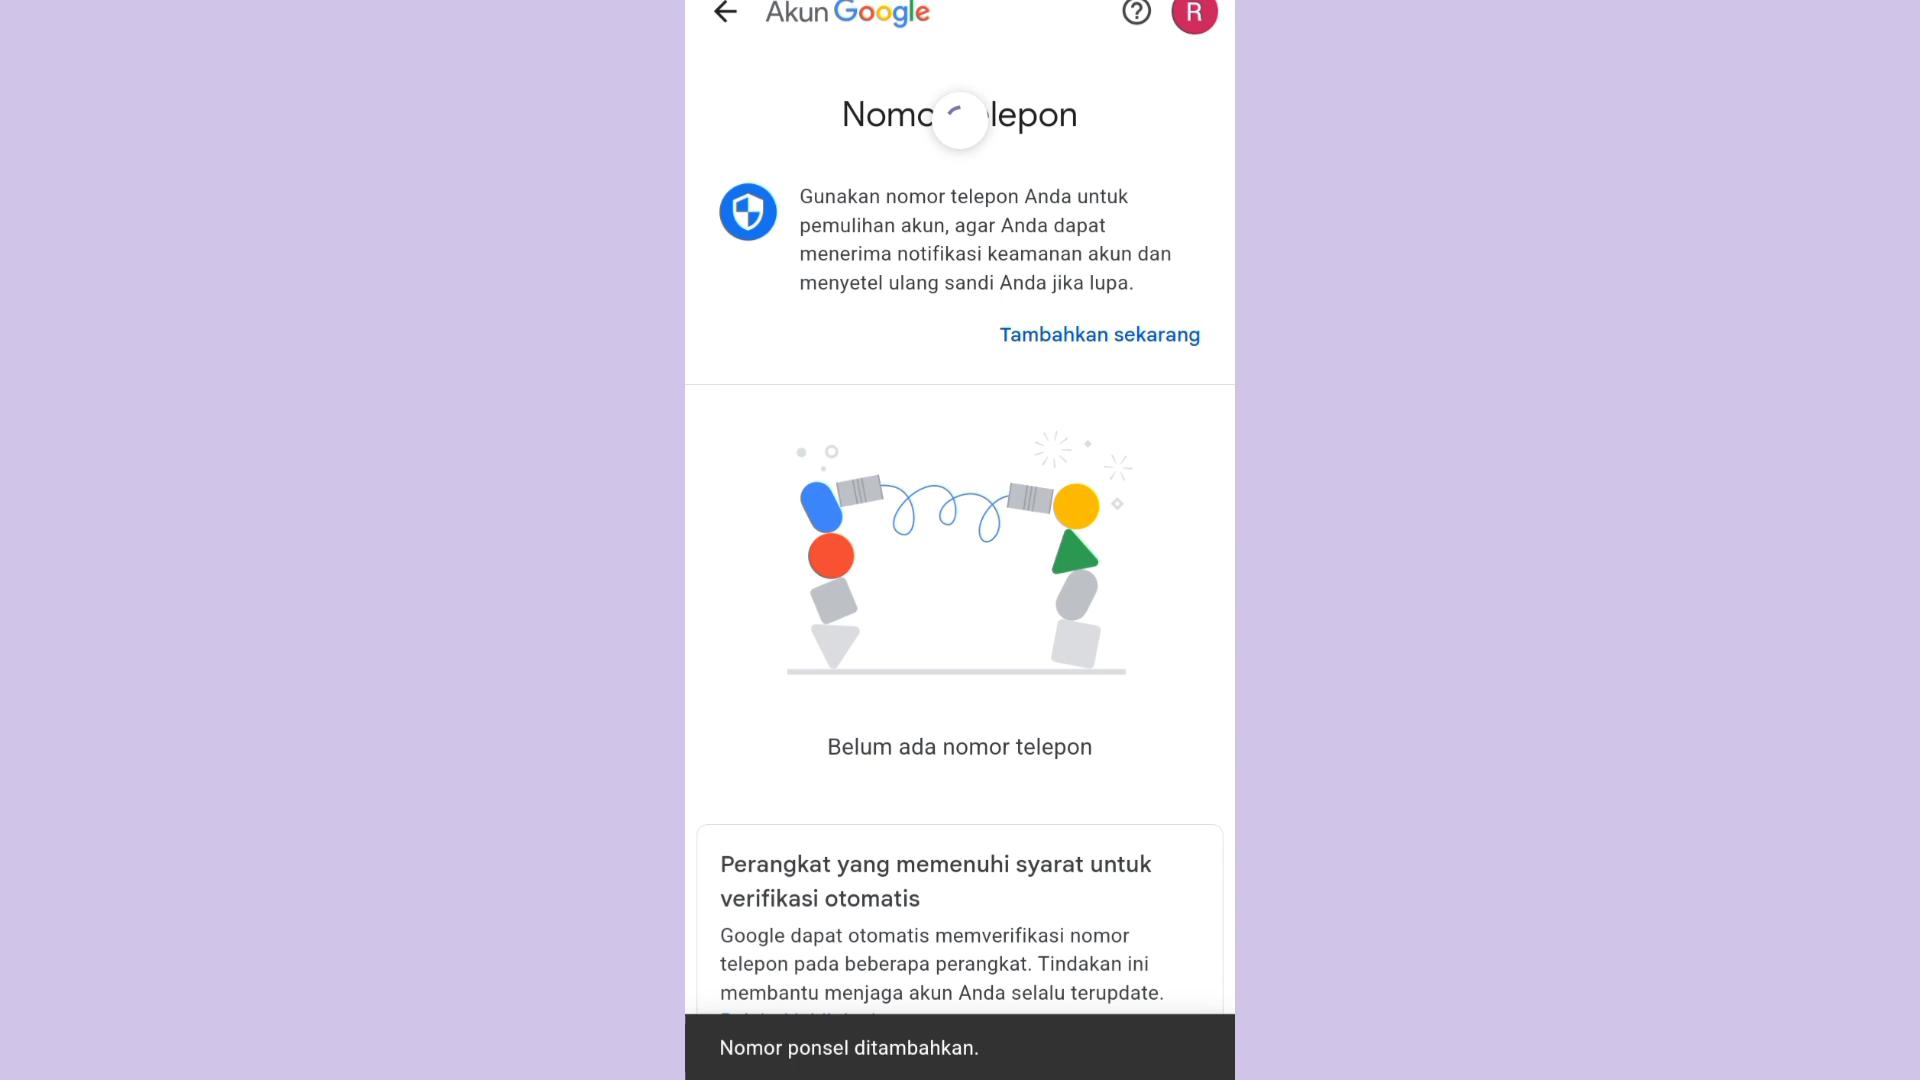 Akun Google
R
Nomo lepon
Gunakan nomor telepon Anda untuk
pemulihan akun, agar Anda dapat
menerima notifikasi keamanan akun dan
menyetel ulang sandi Anda jika lupa.
Tambahkan sekarang
Belum ada nomor telepon
Perangkat yang memenuhi syarat untuk
verifikasi otomatis
Google dapat otomatis memverifikasi nomor
telepon pada beberapa perangkat. Tindakan ini
membantu menjaga akun Anda selalu terupdate.
Nomor ponsel ditambahkan.